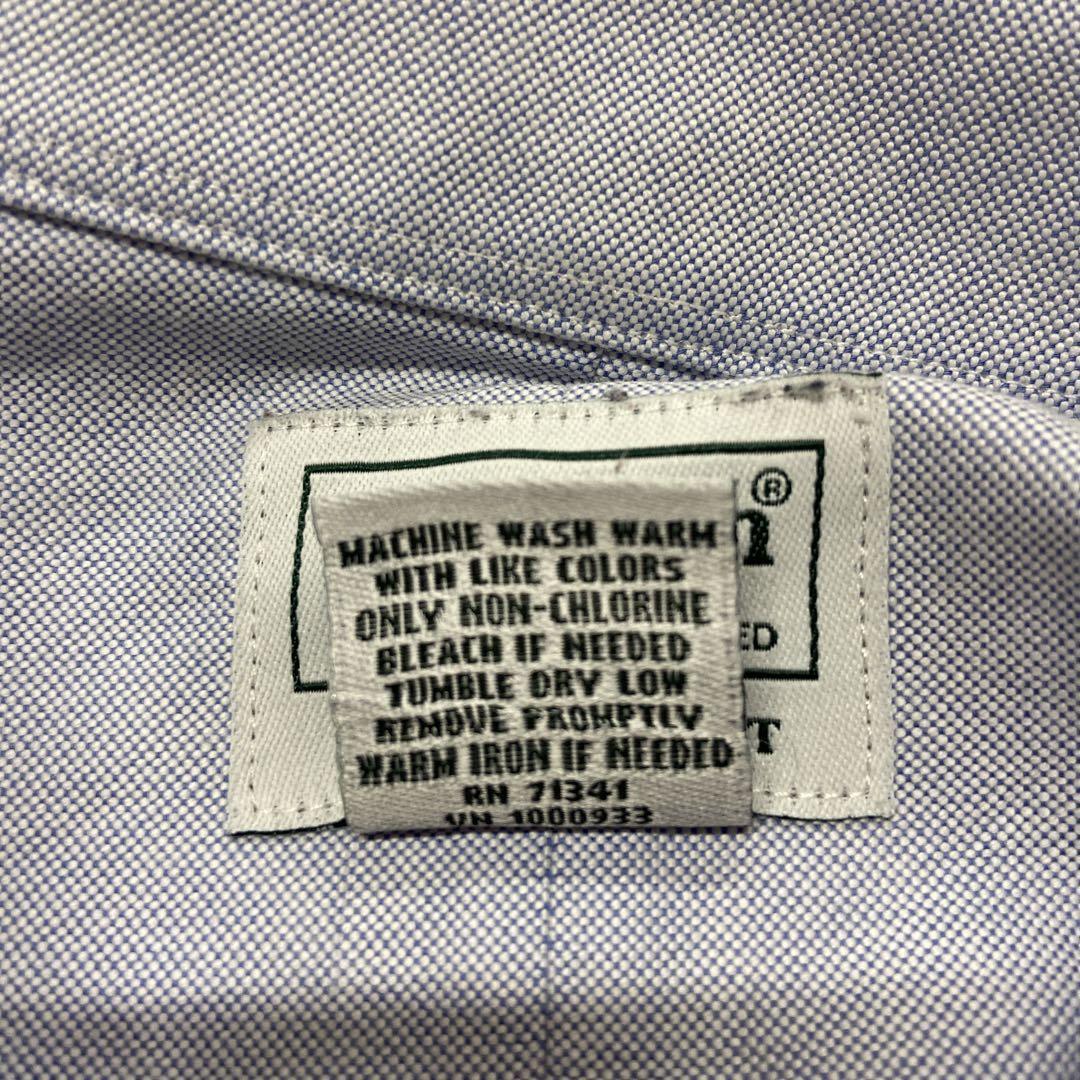 n®
ED
T
MACHINE WASH WARM
WITH LIKE COLORS
ONLY NON-CHLORINE
BLEACH IF NEEDED
TUMBLE DRY LOW
REMOVE PROMPTLY
WARM IRON IF NEEDED
RN 71341
VN 1000933